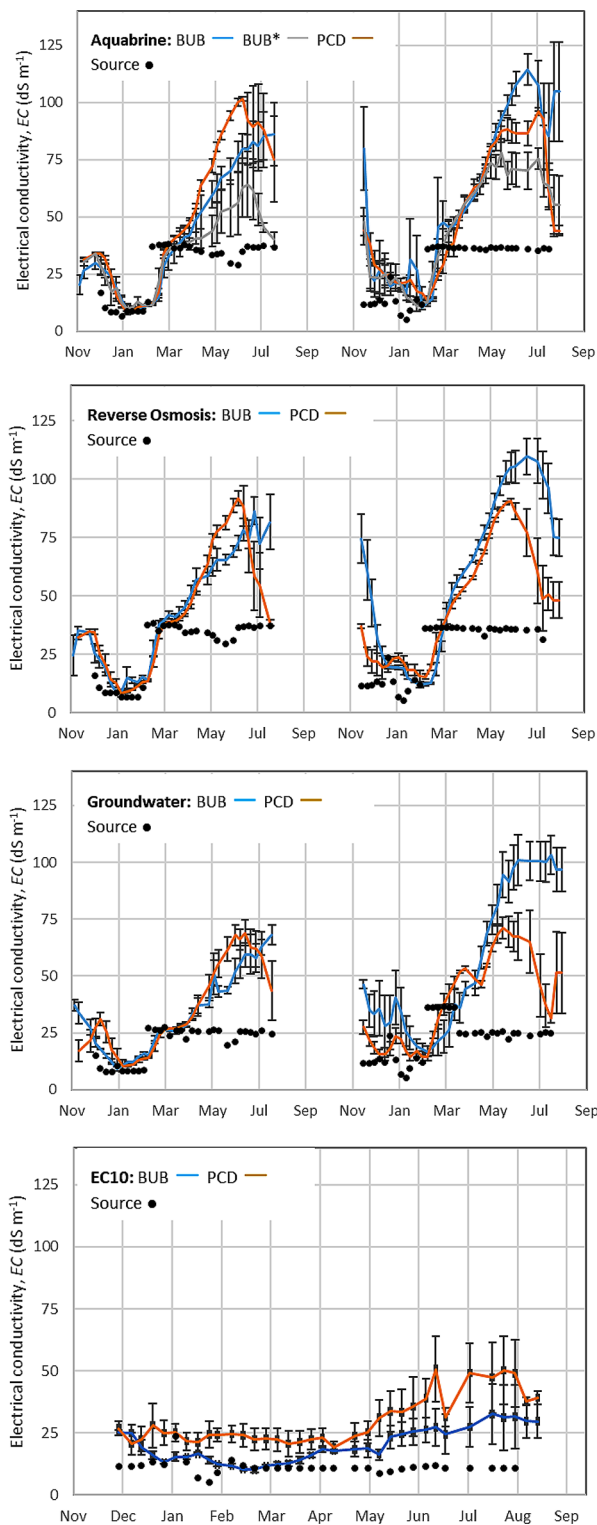 Electrical conductivity, EC (dS m-1)
Aquabrine: BUB BUB* PCD
Source
125
100
75
50
25
0
Nov Jan Mar May Jul Sep Nov Jan Mar May Jul Sep
Electrical conductivity, EC (dS m-1)
Reverse Osmosis: BUB PCD
Source
125
100
75
50
25
0
Nov Jan Mar May Jul Sep Nov Jan Mar May Jul Sep
Electrical conductivity, EC (dS m-1)
Groundwater: BUB PCD
Source
125
100
75
50
25
0
Nov Jan Mar May Jul Sep Nov Jan Mar May Jul Sep
Electrical conductivity, EC (dS m-1)
EC10: BUB PCD
Source
125
100
50
25
0
Nov Dec Jan Feb Mar Apr May Jun Jul Aug Sep